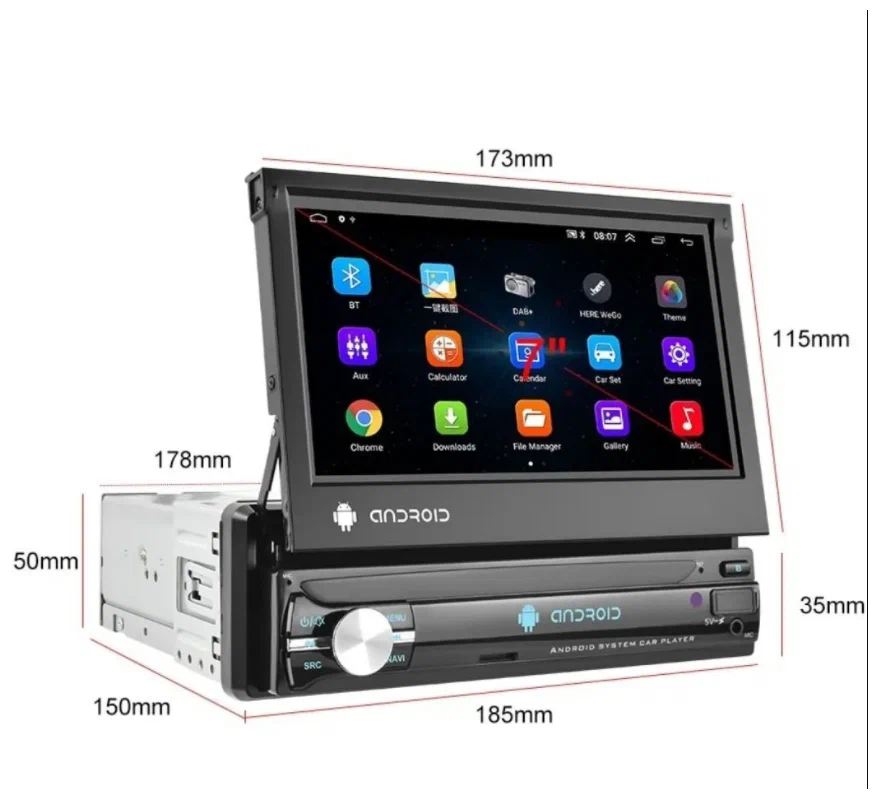 173mm
08:07
BT
一键截图
DAB+
HERE WeGo
Theme
here
7"
Aux
Calculator
Calendar
Car Set
Car Setting
115mm
Chrome
Downloads
File Manager
Gallery
Music
178mm
ANDROID
50mm
B
35mm
MENU
ANDROID
5V
SRC
NAVI
ANDROID SYSTEM CAR PLAYER
MIC
150mm
185mm